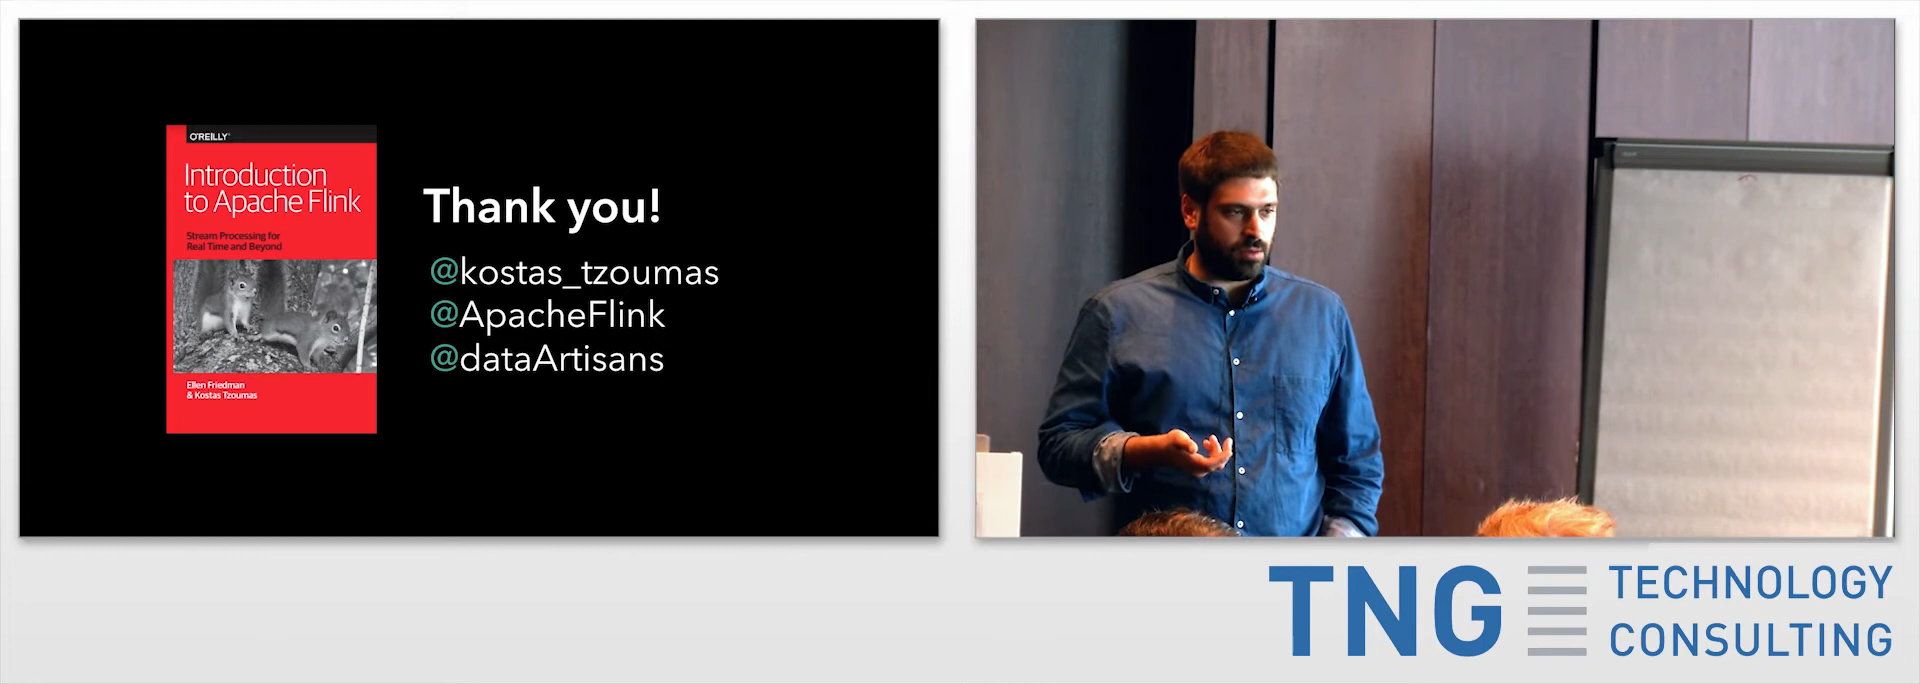 O'REILLY®
Introduction
to Apache Flink
Stream Processing for
Real Time and Beyond
Ellen Friedman
& Kostas Tzoumas
Thank you!
@kostas_tzoumas
@ApacheFlink
@dataArtisans
TNG TECHNOLOGY
CONSULTING